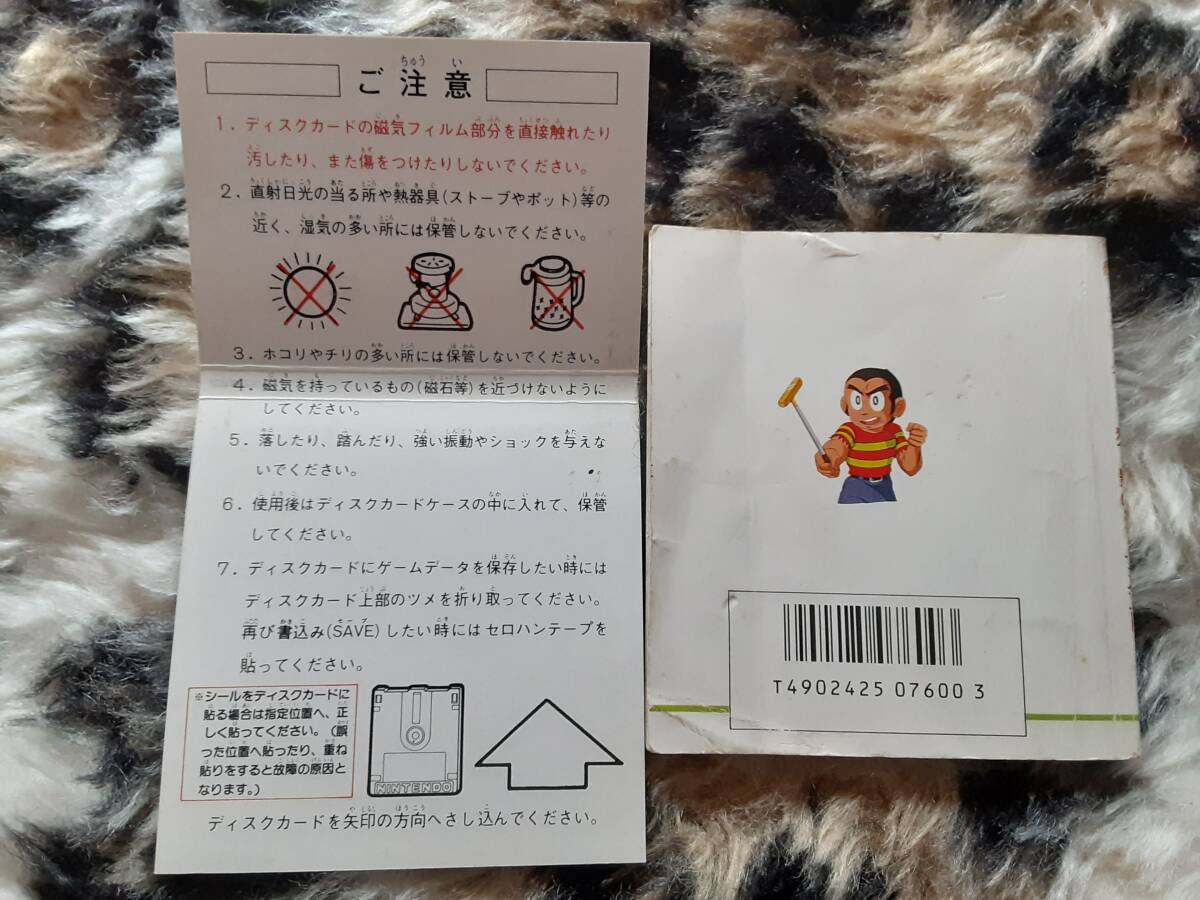 ご注意
1．ディスクカードの磁気フィルム部分を直接触れたり
汚したり、また傷をつけたりしないでください。
2．直射日光の当る所や熱器具(ストーブやポット)等の
近く、湿気の多い所には保管しないでください。
3．ホコリやチリの多い所には保管しないでください。
4．磁気を持っているもの(磁石等)を近づけないように
してください。
5．落したり、踏んだり、強い振動やショックを与えな
いでください。
6．使用後はディスクカードケースの中に入れて、保管
してください。
7．ディスクカードにゲームデータを保存したい時には
ディスクカード上部のツメを折り取ってください。
再び書込み(SAVE)したい時にはセロハンテープを
貼ってください。
※シールをディスクカードに
貼る場合は指定位置へ、正
しく貼ってください。(誤
った位置へ貼ったり、重ね
貼りをすると故障の原因と
なります。)
NINTENDO
ディスクカードを矢印の方向へさし込んでください。
T4902425 07600 3